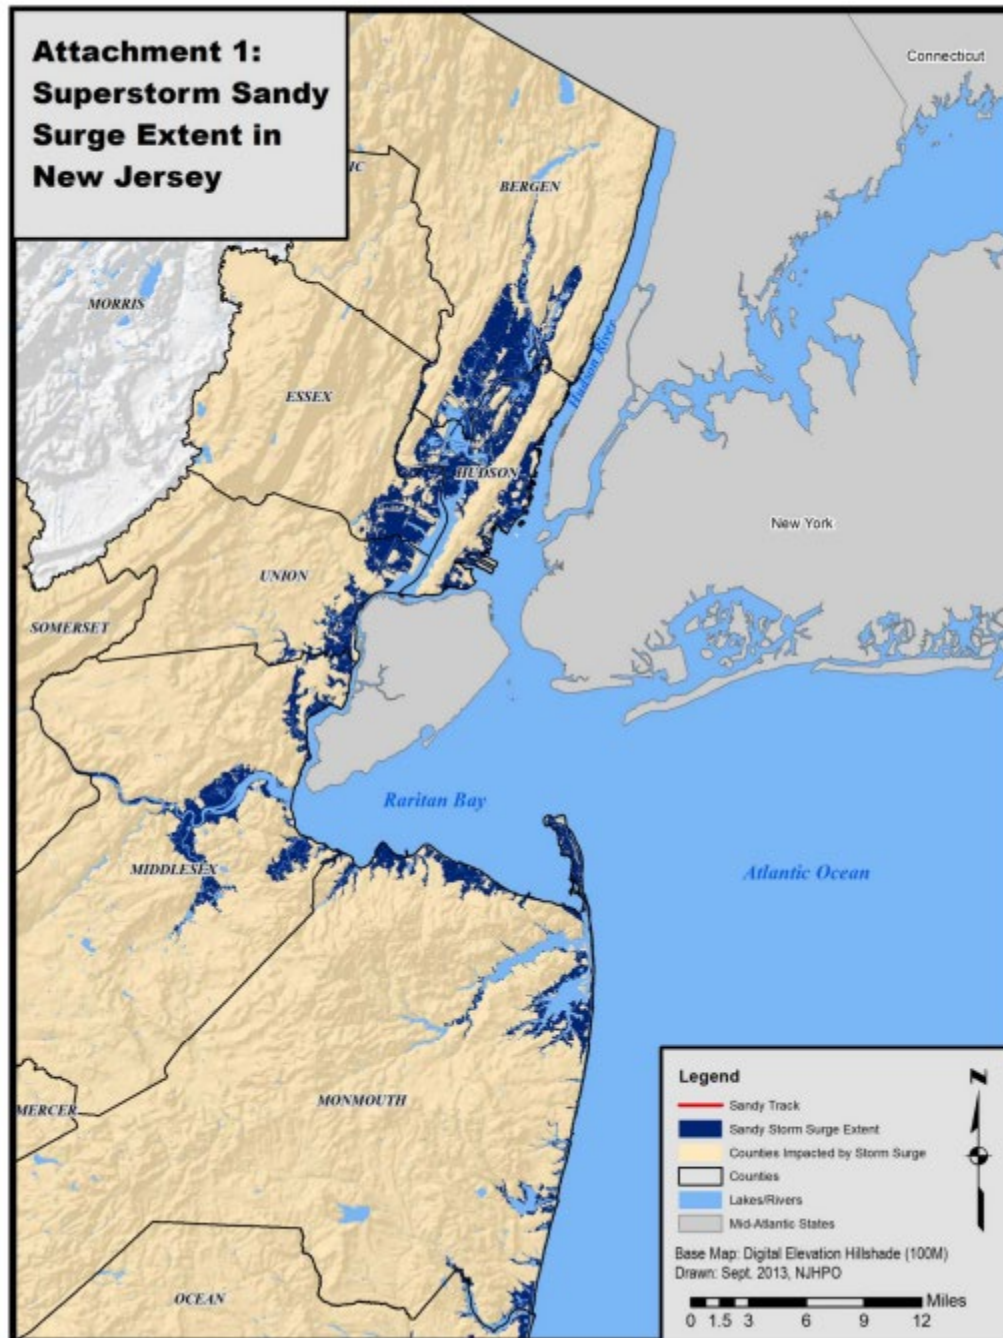 Attachment 1:
Superstorm Sandy
Surge Extent in
New Jersey
Connecticut
IC
BERGEN
MORRIS
Hudson River
ESSEX
HUDSON
New York
UNION
SOMERSET
Raritan Bay
MIDDLESEX
Atlantic Ocean
MONMOUTH
MERCER
OCEAN
Legend
N
Sandy Track
Sandy Storm Surge Extent
Counties Impacted by Storm Surge
Counties
Lakes/Rivers
Mid-Atlantic States
Base Map: Digital Elevation Hillshade (100M)
Drawn: Sept. 2013, NJHPO
Miles
0 1.5 3 6 9 12